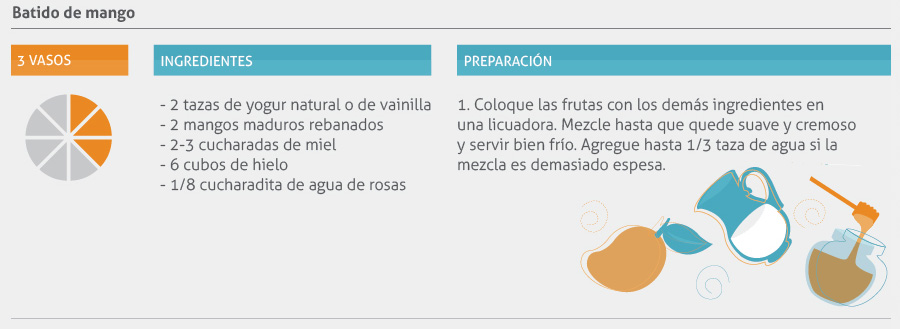 Batido de mango
3 VASOS
INGREDIENTES
- 2 tazas de yogur natural o de vainilla
- 2 mangos maduros rebanados
- 2-3 cucharadas de miel
- 6 cubos de hielo
- 1/8 cucharadita de agua de rosas
PREPARACIÓN
1. Coloque las frutas con los demás ingredientes en
una licuadora. Mezcle hasta que quede suave y cremoso
y servir bien frío. Agregue hasta 1/3 taza de agua si la
mezcla es demasiado espesa.